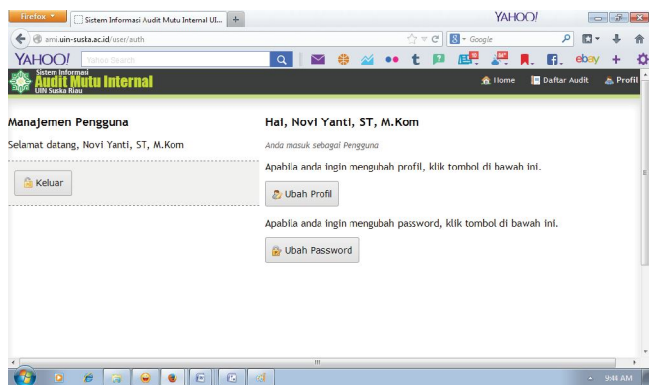 Firefox
Sistem Informasi Audit Mutu Internal UI...
YAHOO!
ami.uin-suska.ac.id/user/auth
Google
YAHOO!
Yahoo Search
ebay
Sistem Informasi
Audit Mutu Internal
UIN Suska Riau
Home
Daftar Audit
Profil
Manajemen Pengguna
Selamat datang, Novi Yanti, ST, M.Kom
Keluar
Hai, Novi Yanti, ST, M.Kom
Anda masuk sebagai Pengguna
Apabila anda ingin mengubah profil, klik tombol di bawah ini.
Ubah Profil
Apabila anda ingin mengubah password, klik tombol di bawah ini.
Ubah Password
9:44 AM